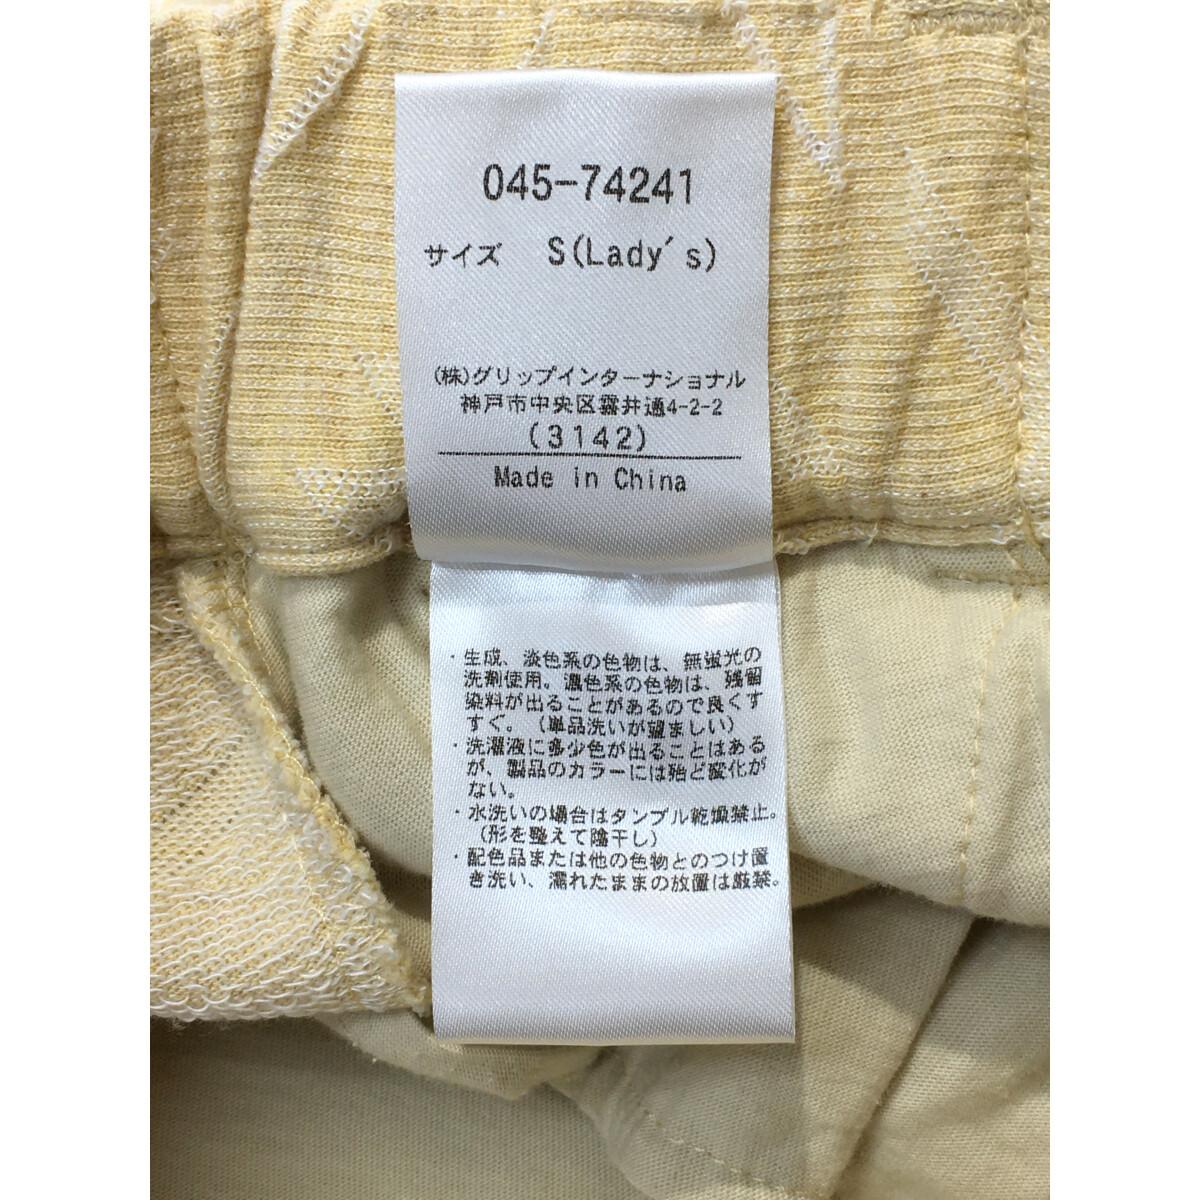 045-74241
サイズ S(Lady's)
(株)グリップインターナショナル
神戸市中央区雲井通4-2-2
(3142)
Made in China
・生成、淡色系の色物は、無蛍光の
洗剤使用。濃色系の色物は、残留
染料が出ることがあるので良くす
すぐ。(単品洗いが望ましい)
・洗濯液に多少色が出ることはある
が、製品のカラーには殆ど変化が
ない。
・水洗いの場合はタンブル乾燥禁止。
(形を整えて陰干し)
・配色品または他の色物とのつけ置
き洗い、濡れたままの放置は厳禁。